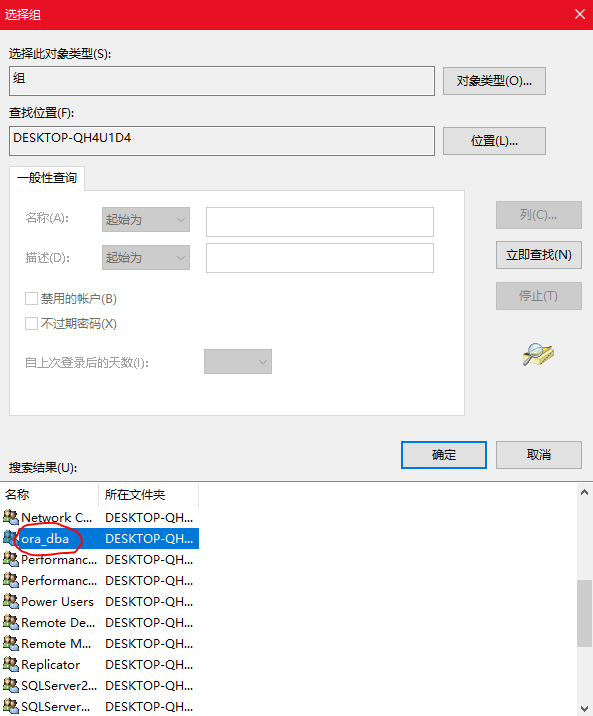 选择组
选择此对象类型(S):
组
对象类型(O)...
查找位置(F):
DESKTOP-QH4U1D4
位置(L)...
一般性查询
名称(A):
起始为
列(C)...
描述(D):
起始为
立即查找(N)
禁用的帐户(B)
停止(T)
不过期密码(X)
自上次登录后的天数(I):
确定
取消
搜索结果(U):
名称 所在文件夹
Network C... DESKTOP-QH...
ora_dba DESKTOP-QH...
Performanc... DESKTOP-QH...
Performanc... DESKTOP-QH...
Power Users DESKTOP-QH...
Remote De... DESKTOP-QH...
Remote M... DESKTOP-QH...
Replicator DESKTOP-QH...
SQLServer2... DESKTOP-QH...
SQLServer... DESKTOP-QH...